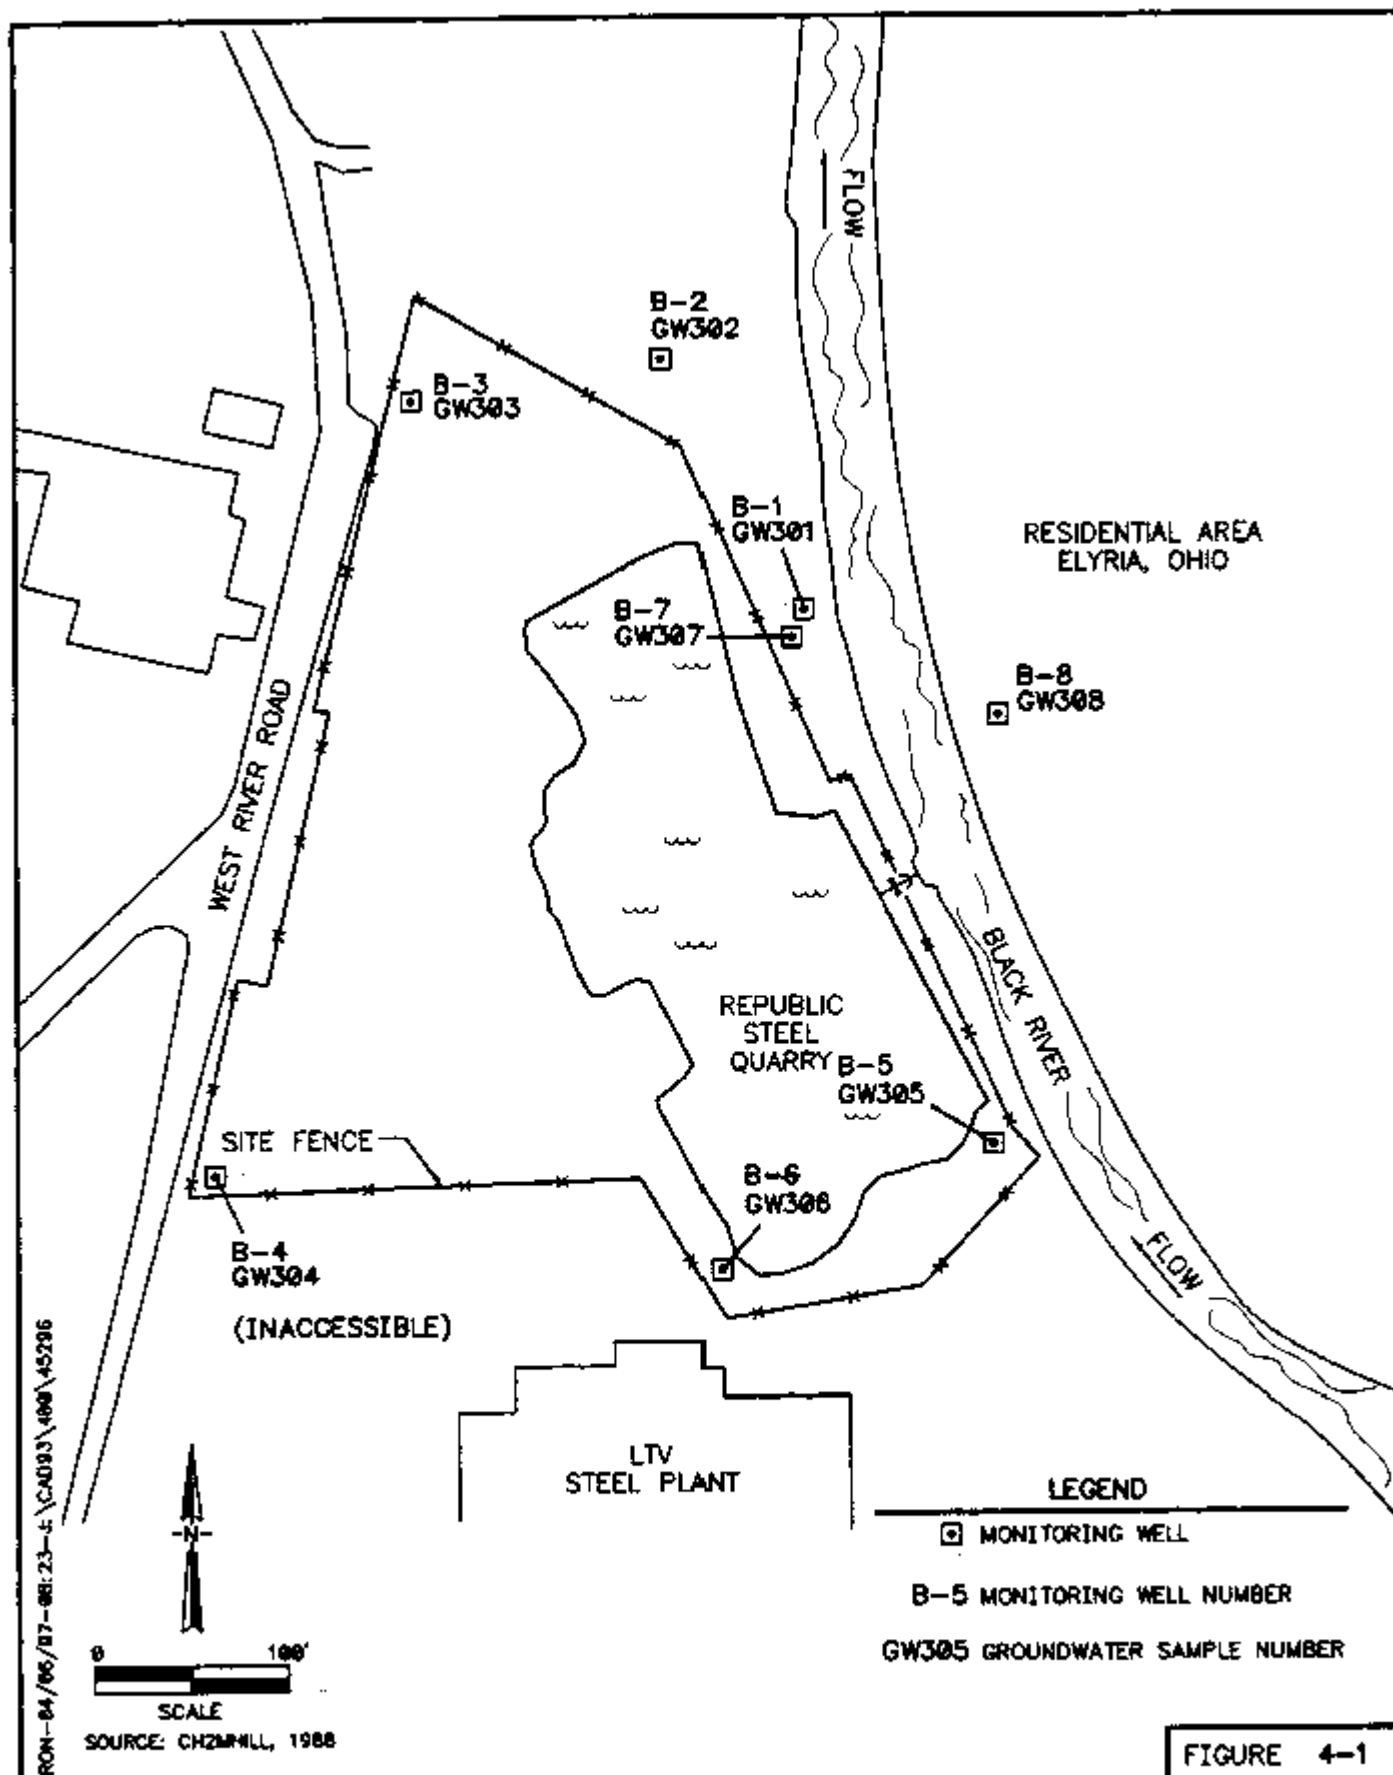 FLOW
B-2
GW302
B-3
GW303
B-1
GW301
RESIDENTIAL AREA
ELYRIA, OHIO
B-7
GW307
B-8
GW308
WEST RIVER ROAD
BLACK RIVER
REPUBLIC
STEEL
QUARRY
B-5
GW305
SITE FENCE
B-6
GW306
B-4
GW304
(INACCESSIBLE)
FLOW
LTV
STEEL PLANT
LEGEND
MONITORING WELL
B-5 MONITORING WELL NUMBER
GW305 GROUNDWATER SAMPLE NUMBER
N
0 100'
SCALE
SOURCE: CH2MHILL, 1988
FIGURE 4-1